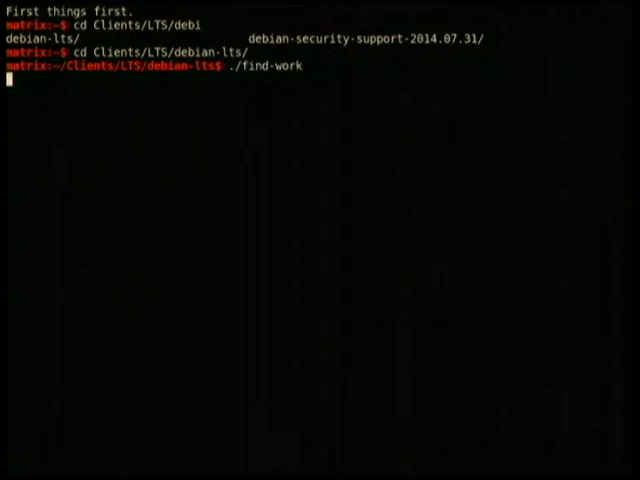 First things first.
matrix:~$ cd Clients/LTS/debi
debian-lts/ debian-security-support-2014.07.31/
matrix:~$ cd Clients/LTS/debian-lts/
matrix:~/Clients/LTS/debian-lts$ ./find-work